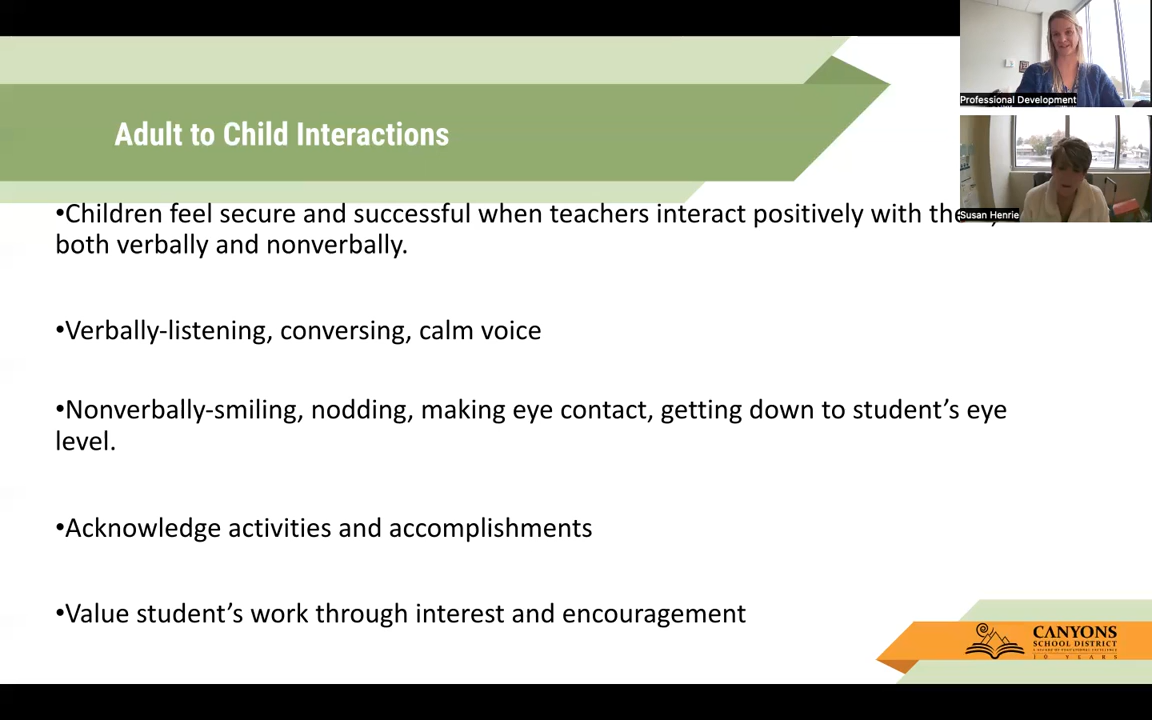 Professional Development
Adult to Child Interactions
•Children feel secure and successful when teachers interact positively with
Susan Henrie
both verbally and nonverbally.
•Verbally-listening, conversing, calm voice
•Nonverbally-smiling, nodding, making eye contact, getting down to student’s eye
level.
•Acknowledge activities and accomplishments
•Value student’s work through interest and encouragement
CANYONS
SCHOOL DISTRICT
10 YEARS